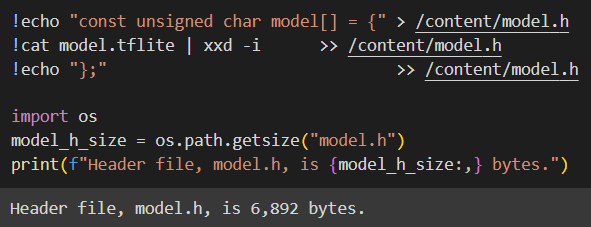 !echo "const unsigned char model[] = {" > /content/model.h
!cat model.tflite | xxd -i      >> /content/model.h
!echo "};"                              >> /content/model.h

import os
model_h_size = os.path.getsize("model.h")
print(f"Header file, model.h, is {model_h_size:,} bytes.")
Header file, model.h, is 6,892 bytes.